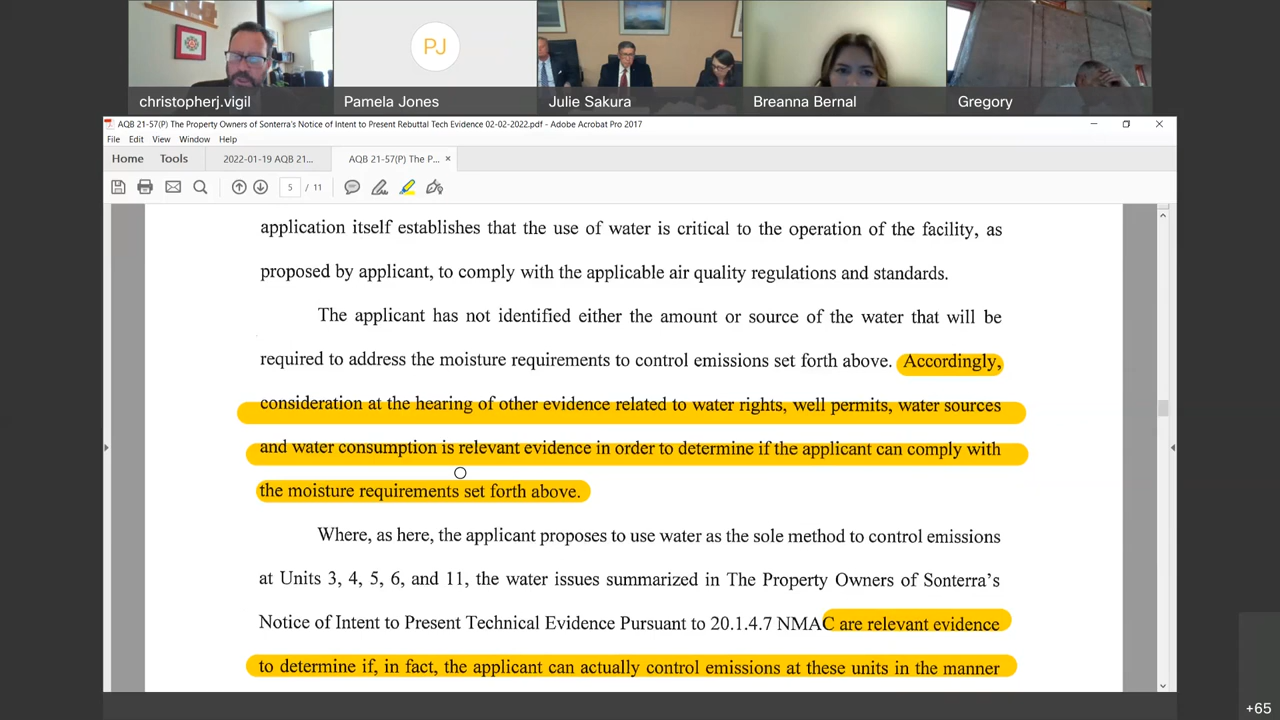 PJ
christopherj.vigil
Pamela Jones
Julie Sakura
Breanna Bernal
Gregory
AQB 21-57(P) The Property Owners of Sonterra's Notice of Intent to Present Rebuttal Tech Evidence 02-02-2022.pdf - Adobe Acrobat Pro 2017
File Edit View Window Help
Home Tools 2022-01-19 AQB 21... AQB 21-57(P) The P... ×
5 / 11
application itself establishes that the use of water is critical to the operation of the facility, as
proposed by applicant, to comply with the applicable air quality regulations and standards.
The applicant has not identified either the amount or source of the water that will be
required to address the moisture requirements to control emissions set forth above. Accordingly,
consideration at the hearing of other evidence related to water rights, well permits, water sources
and water consumption is relevant evidence in order to determine if the applicant can comply with
the moisture requirements set forth above.
Where, as here, the applicant proposes to use water as the sole method to control emissions
at Units 3, 4, 5, 6, and 11, the water issues summarized in The Property Owners of Sonterra's
Notice of Intent to Present Technical Evidence Pursuant to 20.1.4.7 NMAC are relevant evidence
to determine if, in fact, the applicant can actually control emissions at these units in the manner
+65